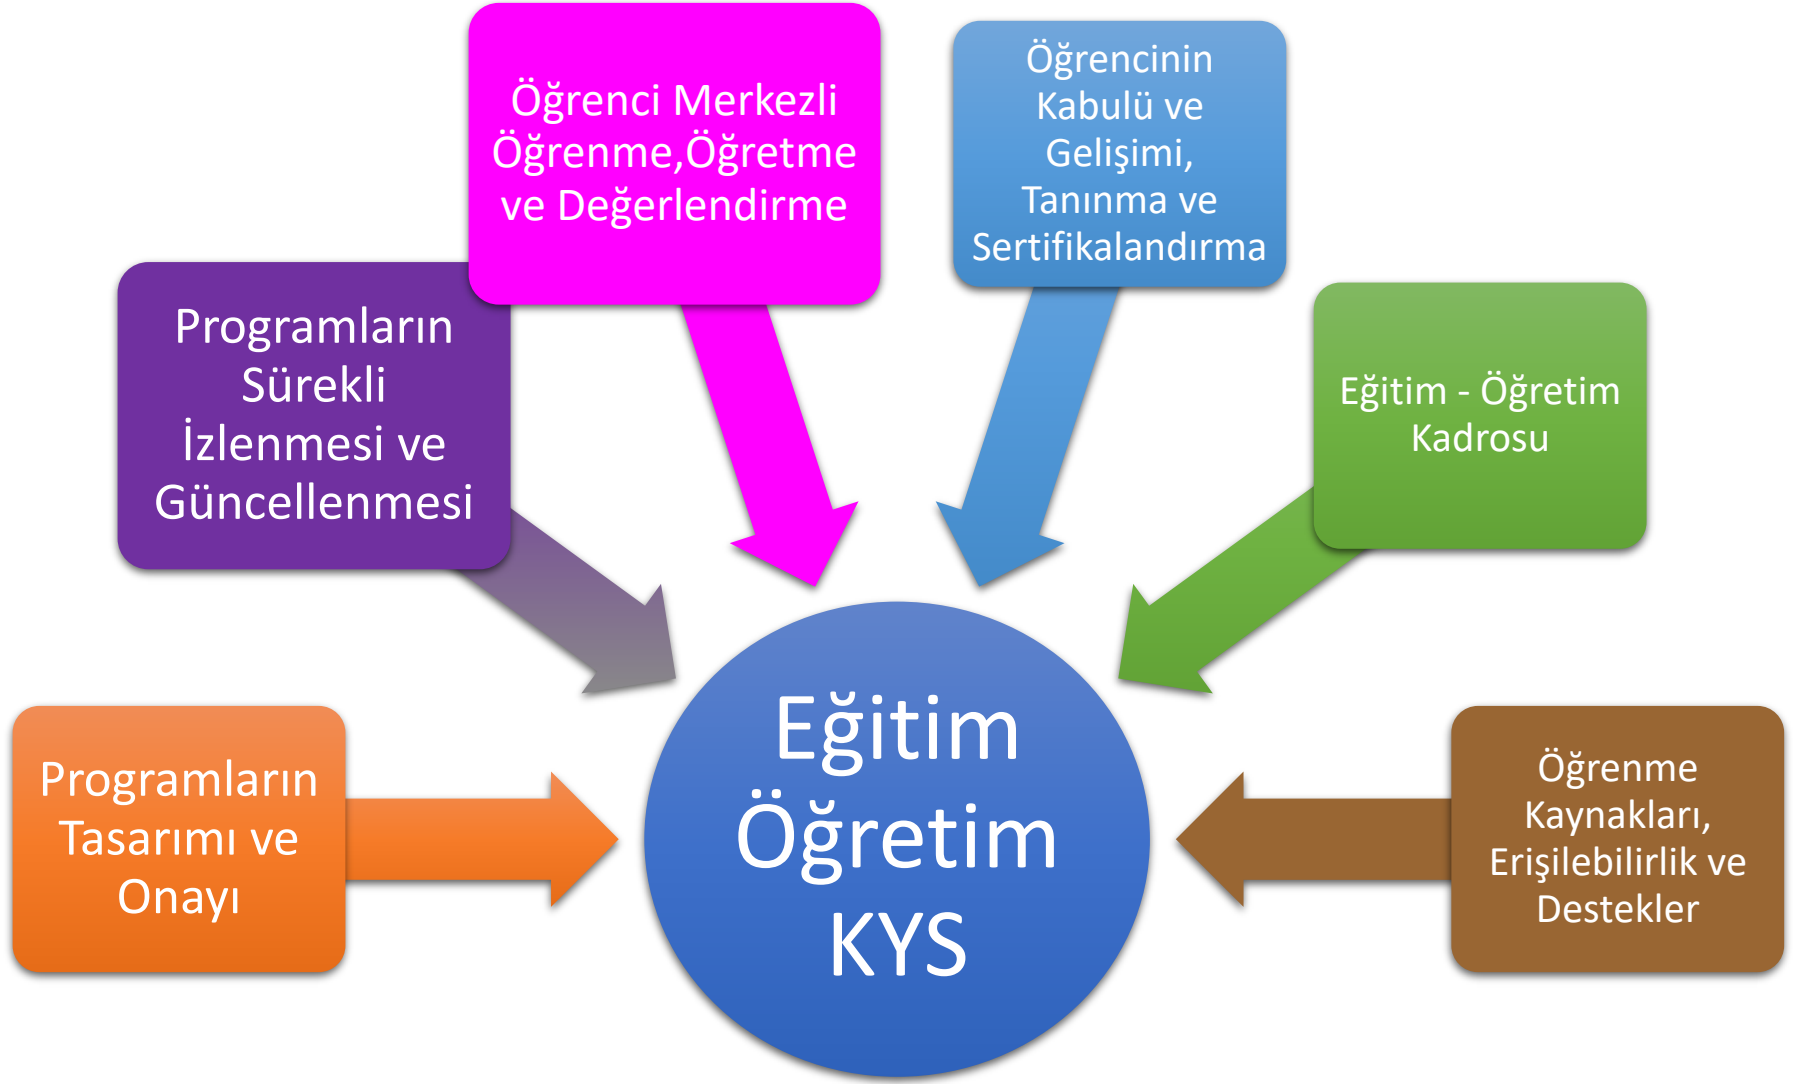 Öğrenci Merkezli
Öğrenme,Öğretme
ve Değerlendirme
Öğrencinin
Kabulü ve
Gelişimi,
Tanınma ve
Sertifikalandırma
Programların
Sürekli
İzlenmesi ve
Güncellenmesi
Eğitim - Öğretim
Kadrosu
Programların
Tasarımı ve
Onayı
Eğitim
Öğretim
KYS
Öğrenme
Kaynakları,
Erişilebilirlik ve
Destekler